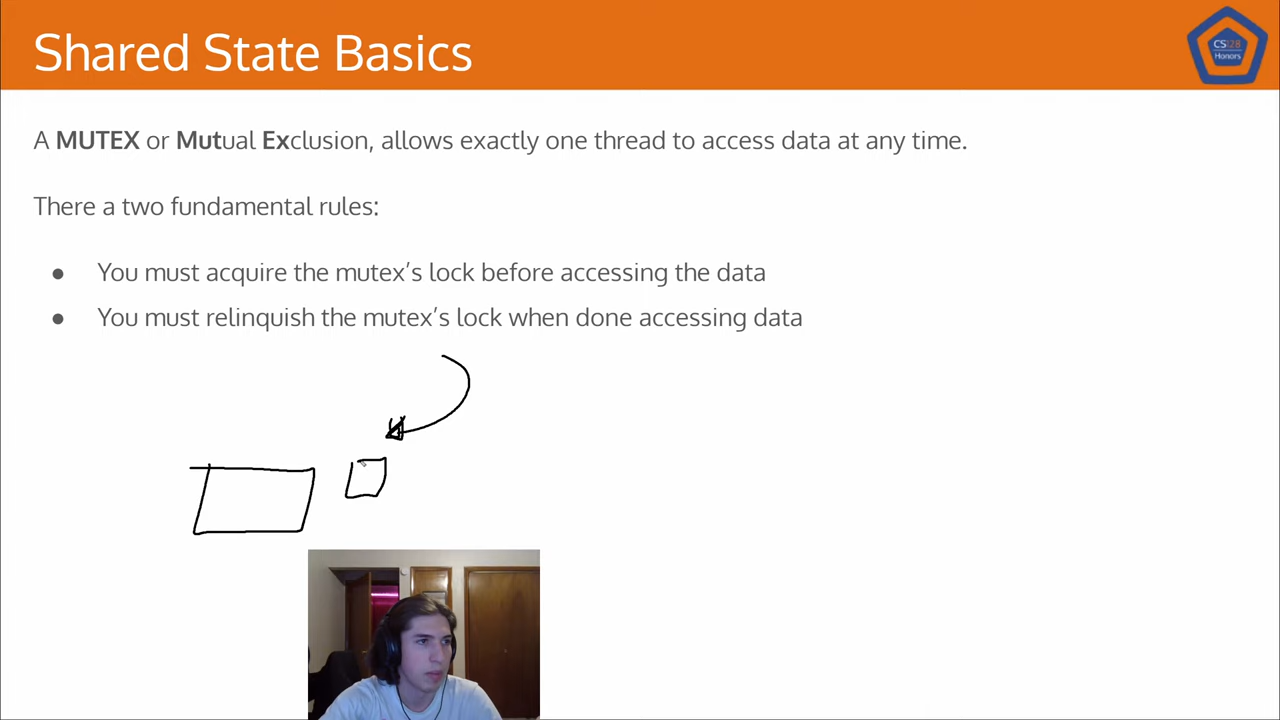 Shared State Basics
CS128
Honors
A MUTEX or Mutual Exclusion, allows exactly one thread to access data at any time.
There a two fundamental rules:
● You must acquire the mutex’s lock before accessing the data
● You must relinquish the mutex’s lock when done accessing data